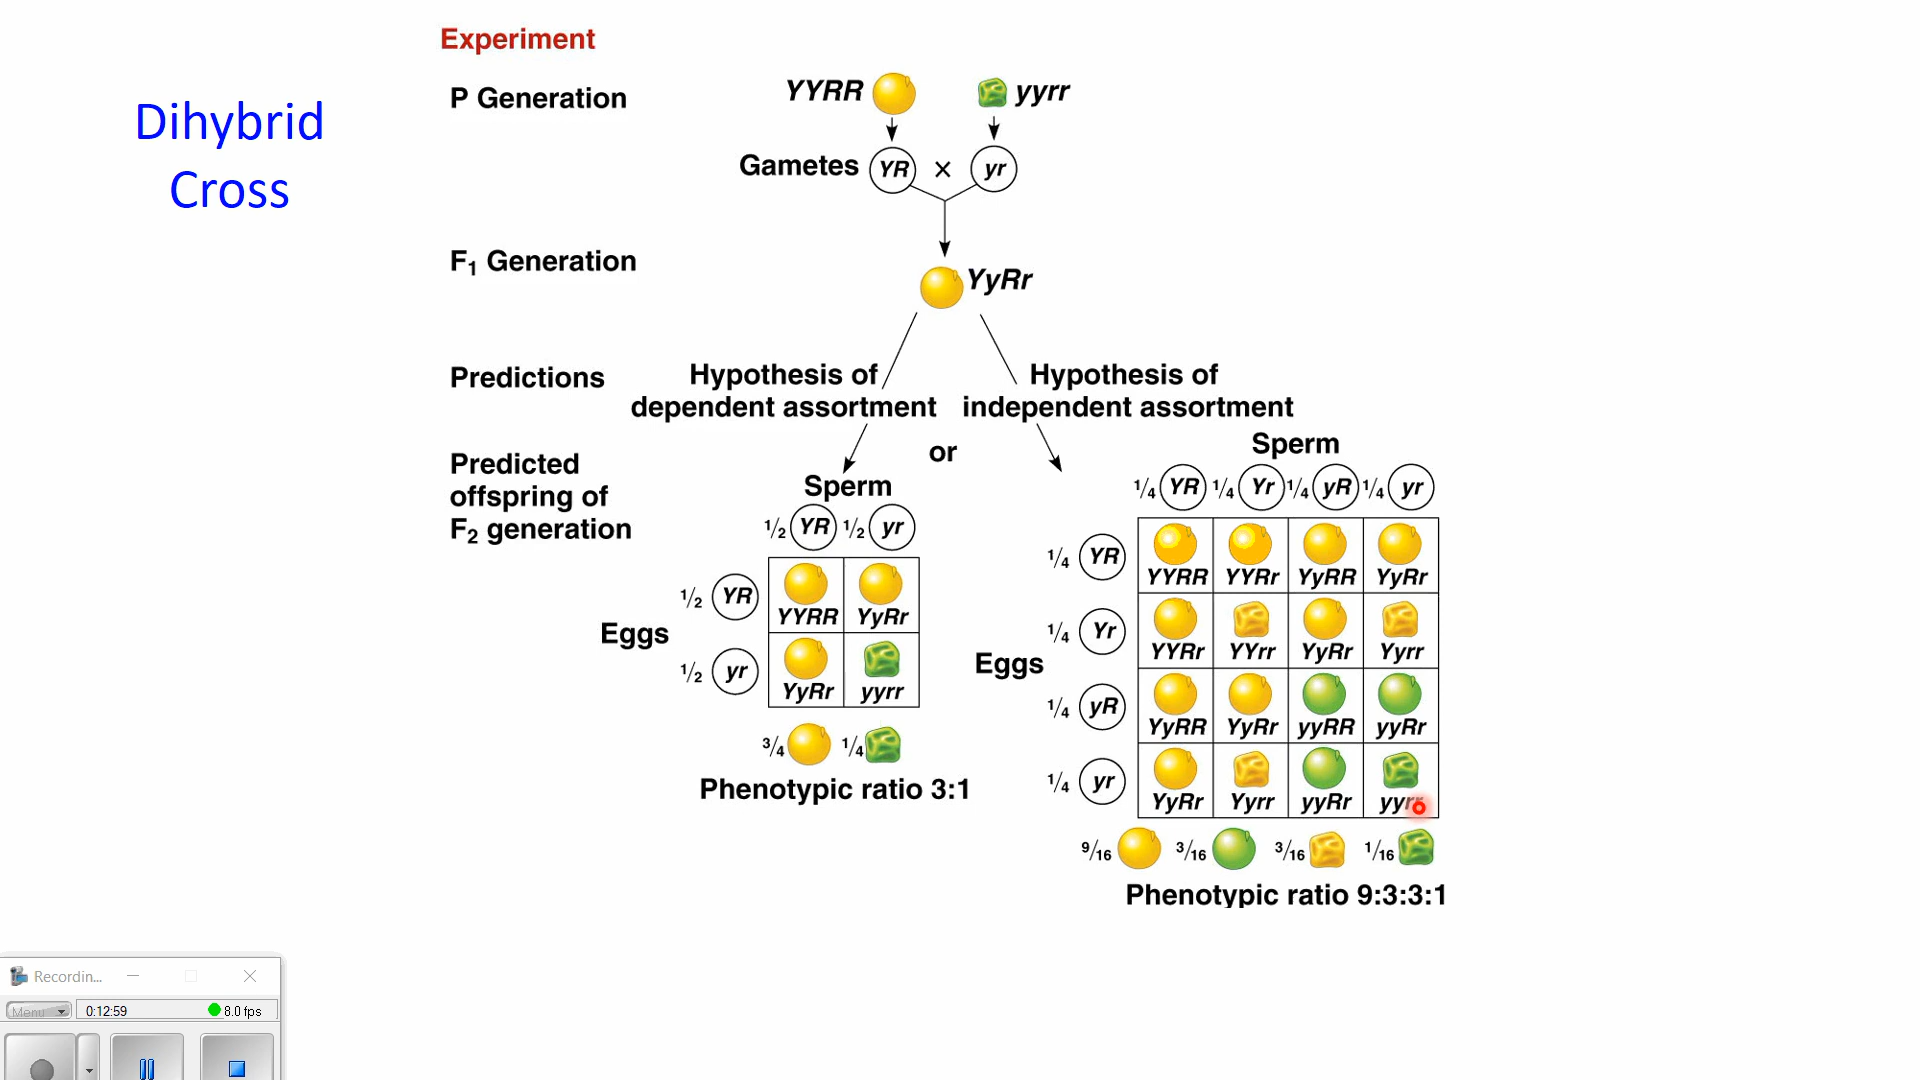 Experiment
P Generation
YYRR
yyrr
Dihybrid
Cross
Gametes YR × yr
F₁ Generation
YyRr
Predictions
Hypothesis of
dependent assortment
or
Hypothesis of
independent assortment
Predicted
offspring of
F₂ generation
Sperm
1/2 YR 1/2 yr
Eggs
1/2 YR
YYRR YyRr
1/2 yr
YyRr yyrr
3/4 1/4
Phenotypic ratio 3:1
Sperm
1/4 YR 1/4 Yr 1/4 yR 1/4 yr
Eggs
1/4 YR
YYRR YYRr YyRR YyRr
1/4 Yr
YYRr YYrr YyRr Yyrr
1/4 yR
YyRR YyRr yyRR yyRr
1/4 yr
YyRr Yyrr yyRr yyrr
9/16 3/16 3/16 1/16
Phenotypic ratio 9:3:3:1
Recordin...
Menu 0:12:59 8.0 fps